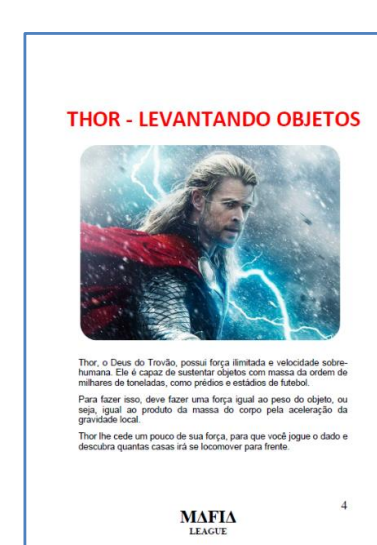 THOR - LEVANTANDO OBJETOS
Thor, o Deus do Trovão, possui força ilimitada e velocidade sobre-
humana. Ele é capaz de sustentar objetos com massa da ordem de
milhares de toneladas, como prédios e estádios de futebol.
Para fazer isso, deve fazer uma força igual ao peso do objeto, ou
seja, igual ao produto da massa do corpo pela aceleração da
gravidade local.
Thor lhe cede um pouco de sua força, para que você jogue o dado e
descubra quantas casas irá se locomover para frente.
4
MΔFIΔ
LEAGUE